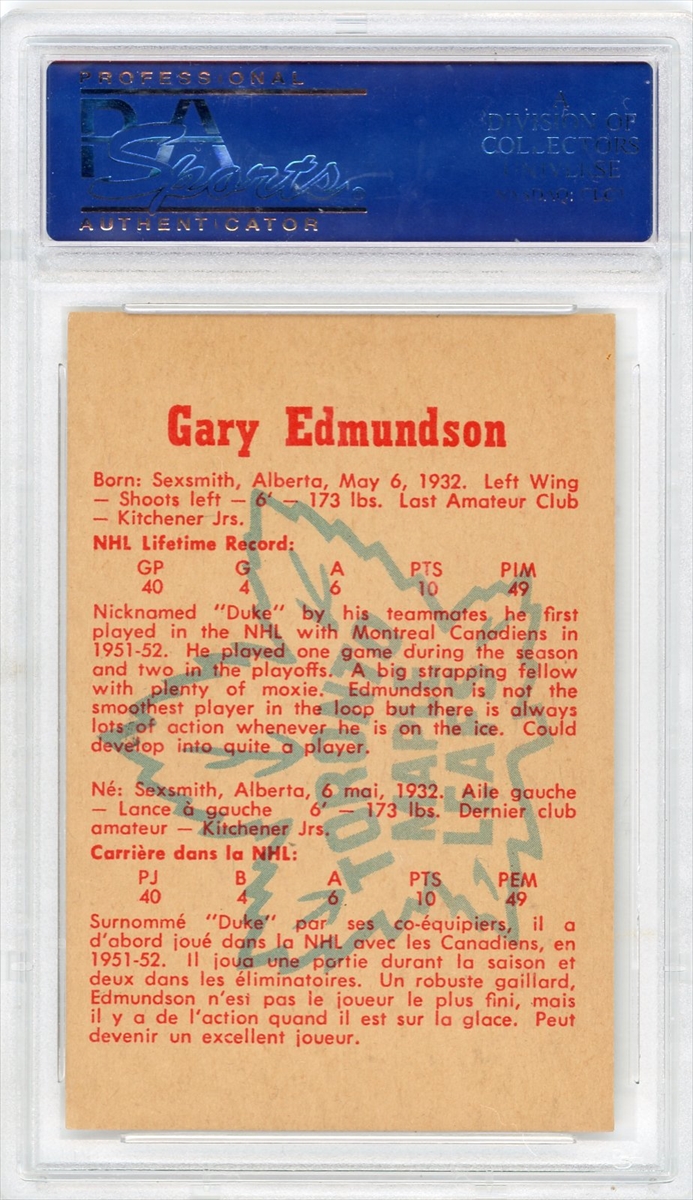 PROFESSIONAL
PSA
Sports
AUTHENTICATOR
A
DIVISION OF
COLLECTORS
UNIVERSE
Gary Edmundson
Born: Sexsmith, Alberta, May 6, 1932. Left Wing
— Shoots left — 6' — 173 lbs. Last Amateur Club
— Kitchener Jrs.
NHL Lifetime Record:
GP G A PTS PIM
40 4 6 10 49
Nicknamed "Duke" by his teammates he first
played in the NHL with Montreal Canadiens in
1951-52. He played one game during the season
and two in the playoffs. A big strapping fellow
with plenty of moxie. Edmundson is not the
smoothest player in the loop but there is always
lots of action whenever he is on the ice. Could
develop into quite a player.
Né: Sexsmith, Alberta, 6 mai, 1932. Aile gauche
— Lance à gauche 6' — 173 lbs. Dernier club
amateur — Kitchener Jrs.
Carrière dans la NHL:
PJ B A PTS PEM
40 4 6 10 49
Surnommé "Duke" par ses co-équipiers, il a
d'abord joué dans la NHL avec les Canadiens, en
1951-52. Il joua une partie durant la saison et
deux dans les éliminatoires. Un robuste gaillard,
Edmundson n'esi pas le joueur le plus fini, mais
il y a de l'action quand il est sur la glace. Peut
devenir un excellent joueur.
TORONTO
MAPLE
LEAFS